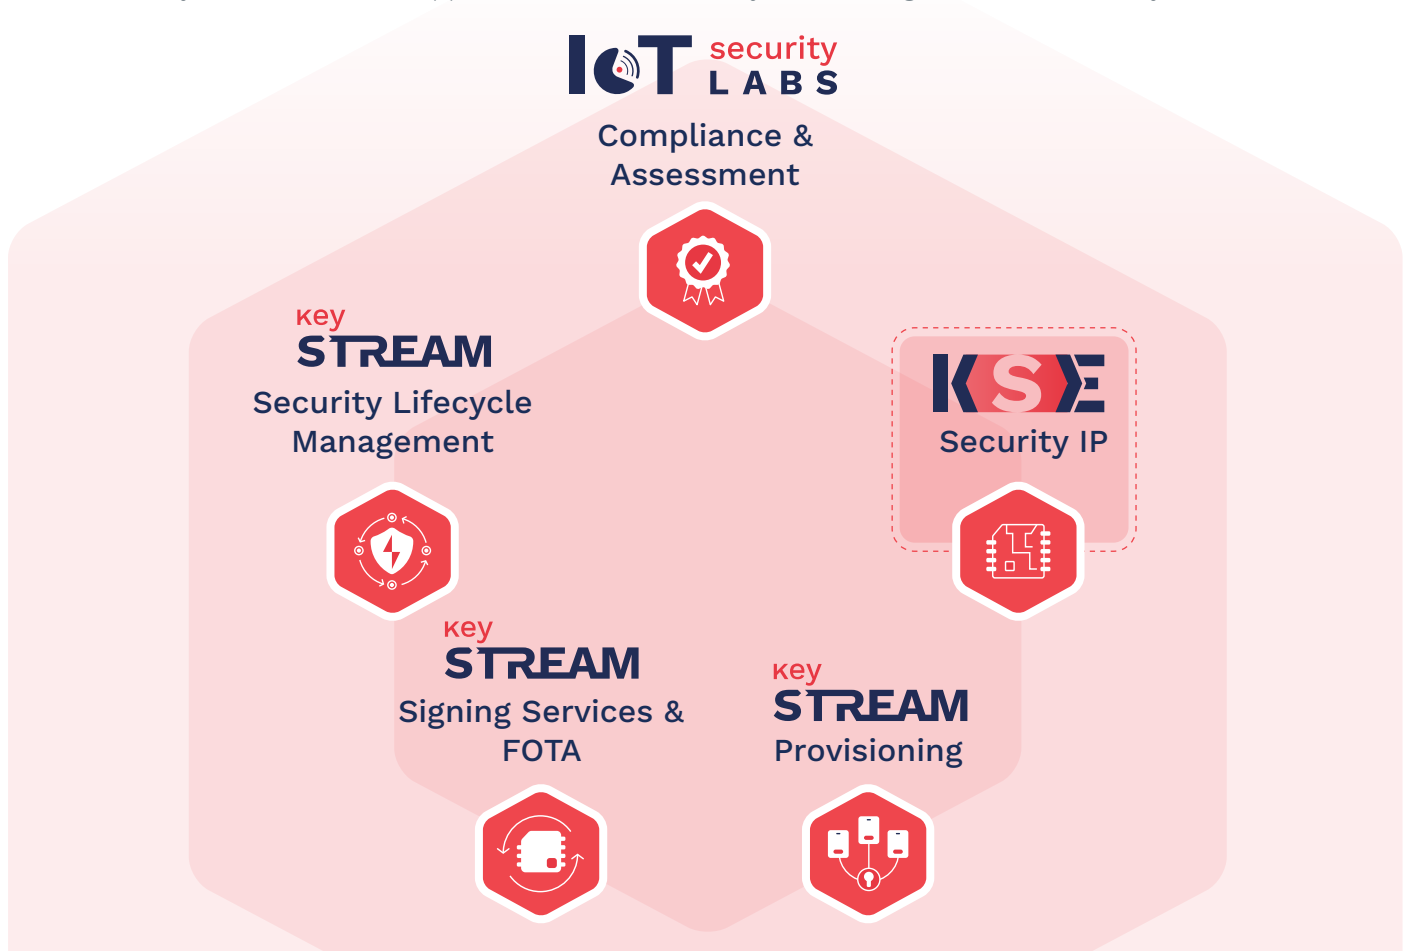 IoT security
LABS
Compliance &
Assessment
key
STREAM
Security Lifecycle
Management
KSE
Security IP
key
STREAM
Signing Services &
FOTA
key
STREAM
Provisioning